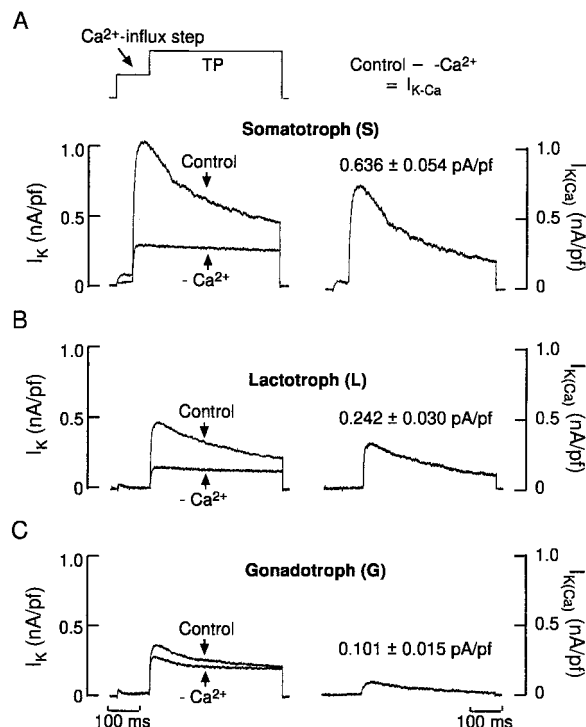 A
Ca²⁺-influx step
TP
Control – -Ca²⁺
= I_K-Ca
Somatotroph (S)
1.0
0.5
0
I_K (nA/pf)
Control
- Ca²⁺
0.636 ± 0.054 pA/pf
1.0
0.5
0
I_K(Ca) (nA/pf)
B
Lactotroph (L)
1.0
0.5
0
I_K (nA/pf)
Control
- Ca²⁺
0.242 ± 0.030 pA/pf
1.0
0.5
0
I_K(Ca) (nA/pf)
C
Gonadotroph (G)
1.0
0.5
0
I_K (nA/pf)
Control
- Ca²⁺
0.101 ± 0.015 pA/pf
1.0
0.5
0
I_K(Ca) (nA/pf)
100 ms
100 ms